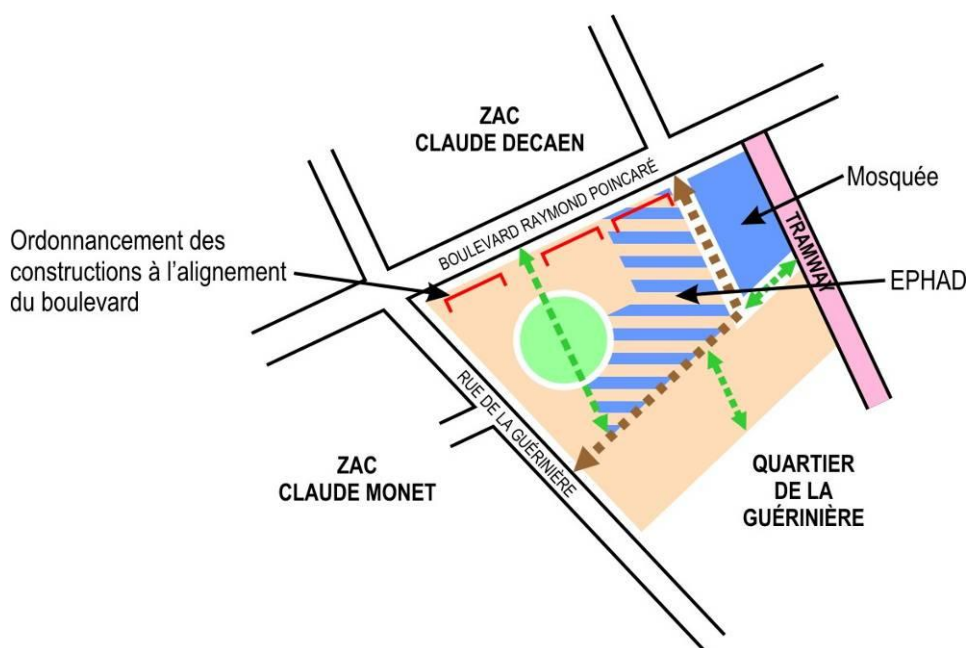 ZAC
CLAUDE DECAEN
Mosquée
BOULEVARD RAYMOND POINCARÉ
TRAMWAY
Ordonnancement des
constructions à l'alignement
du boulevard
EPHAD
RUE DE LA GUÉRINIÈRE
ZAC
CLAUDE MONET
QUARTIER
DE LA
GUÉRINIÈRE